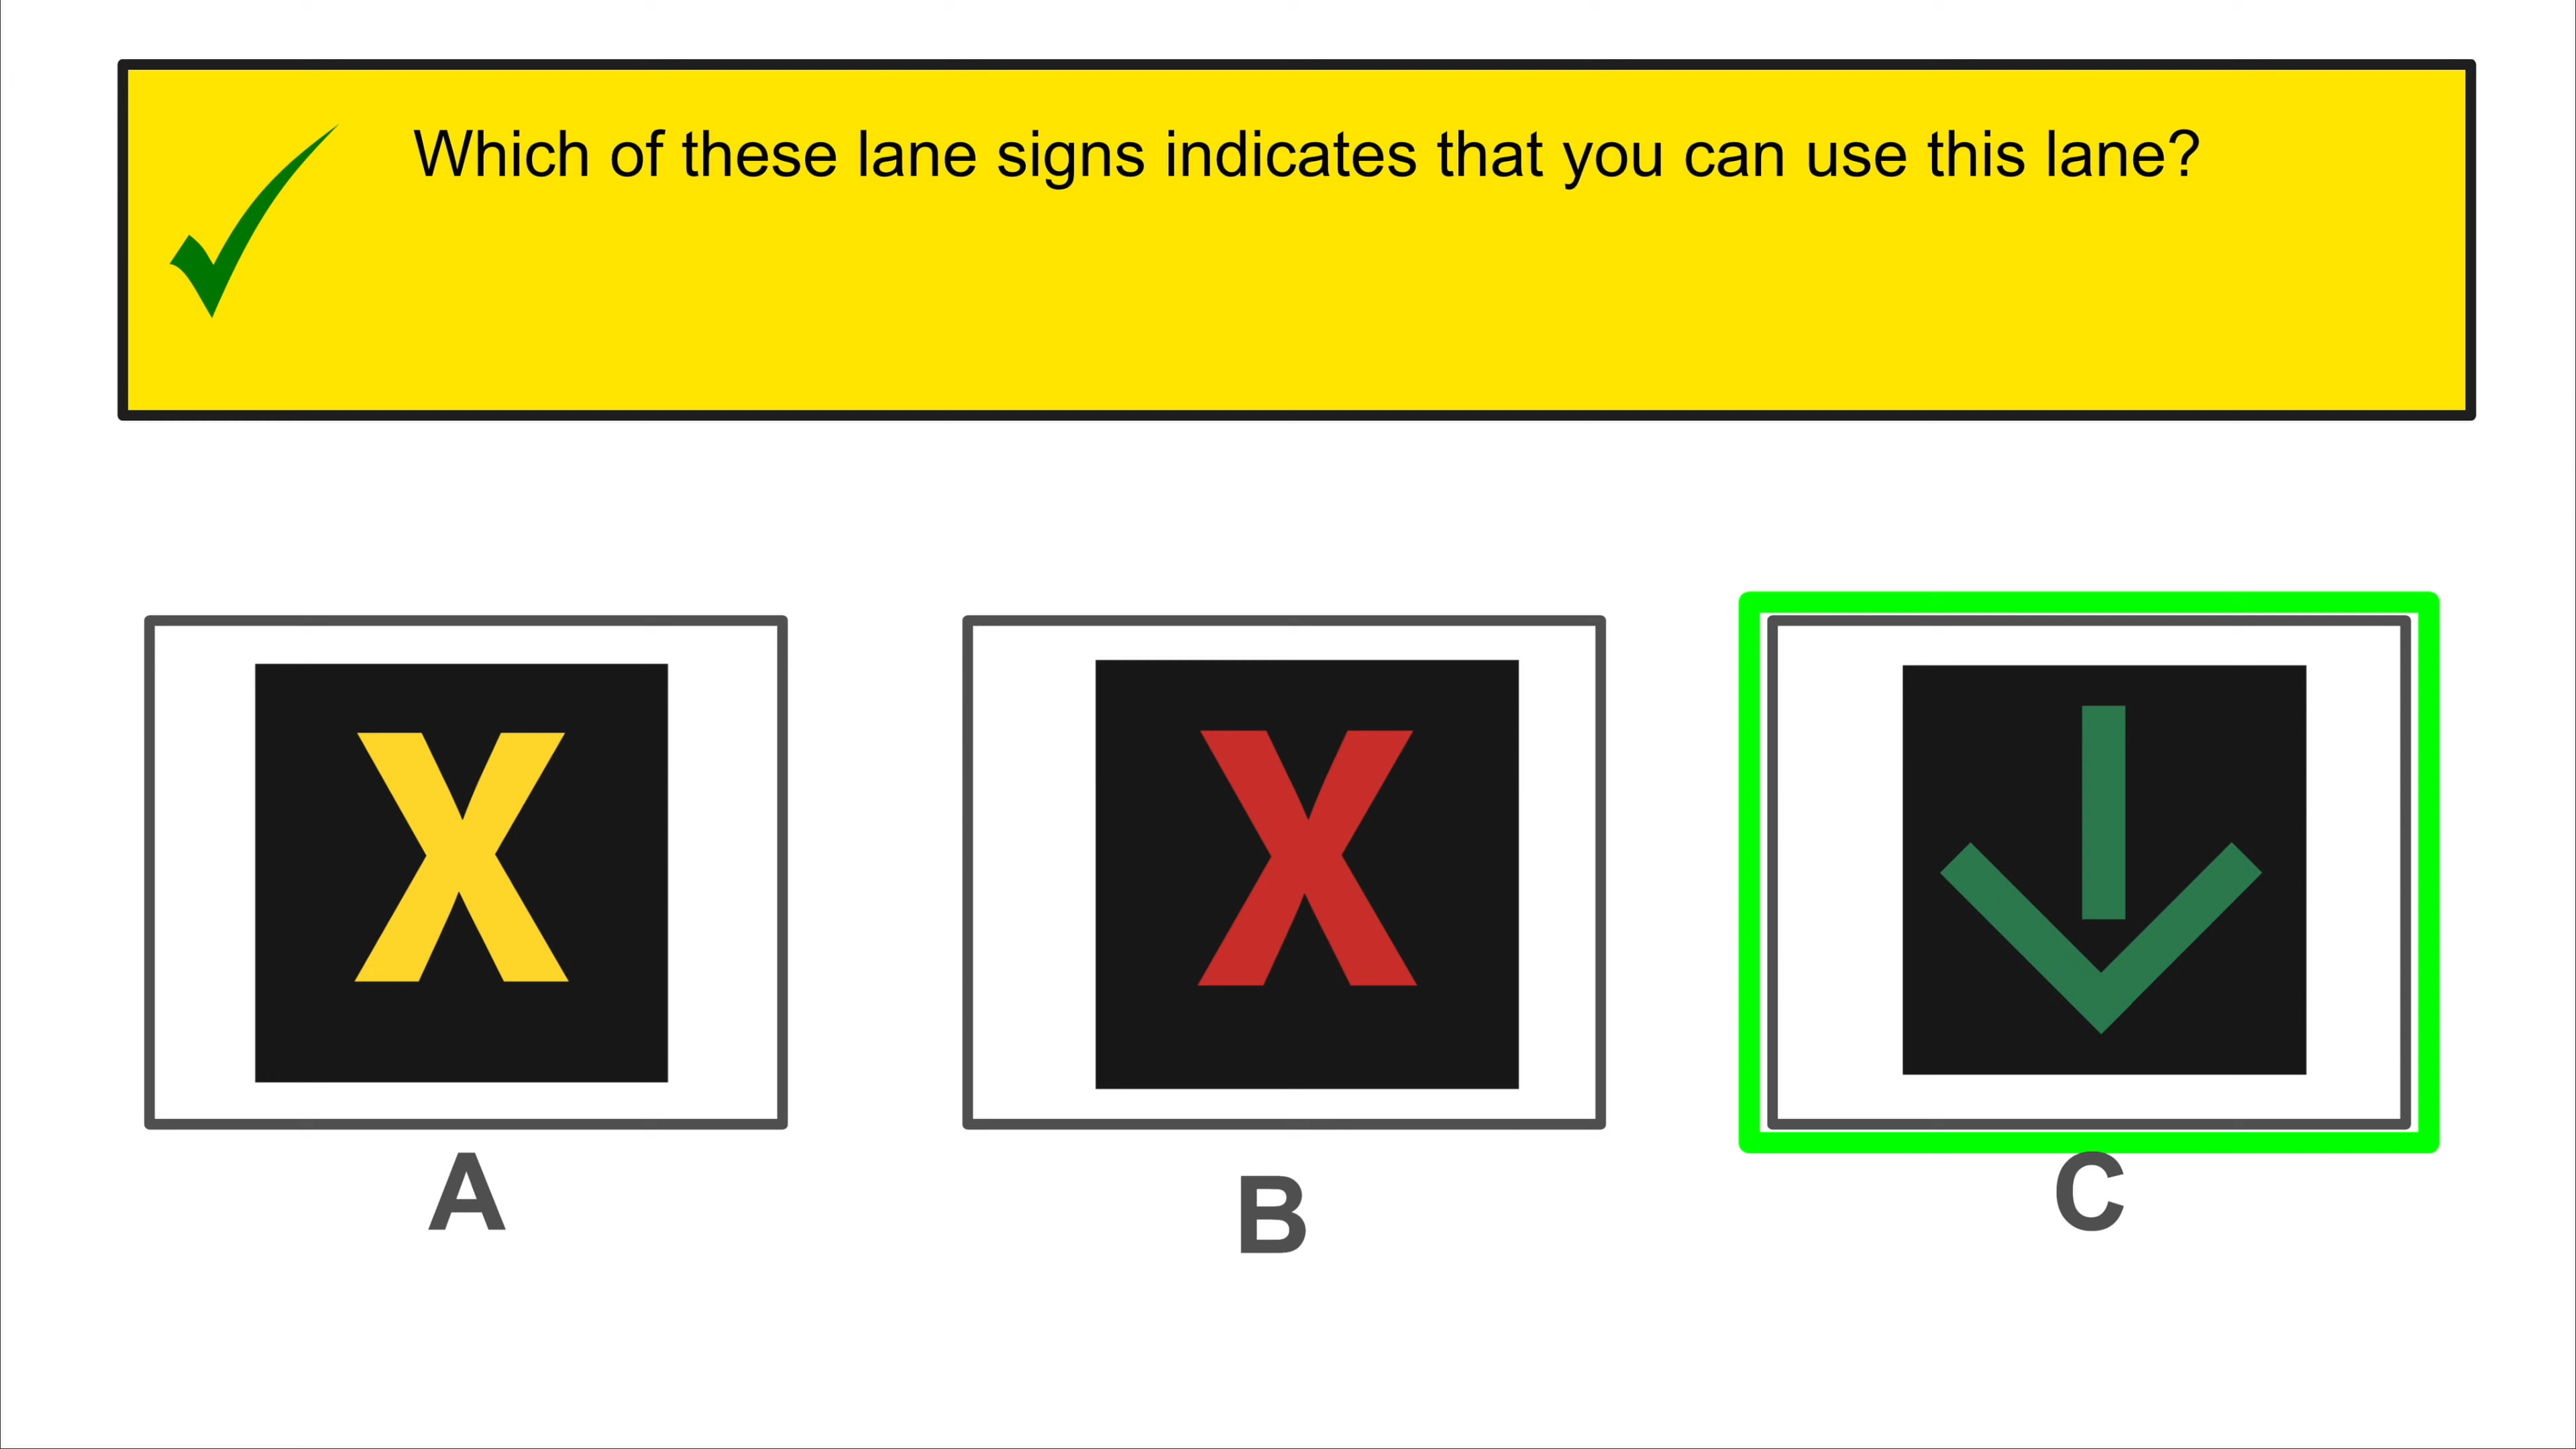 Which of these lane signs indicates that you can use this lane?
X
X
A
B
C